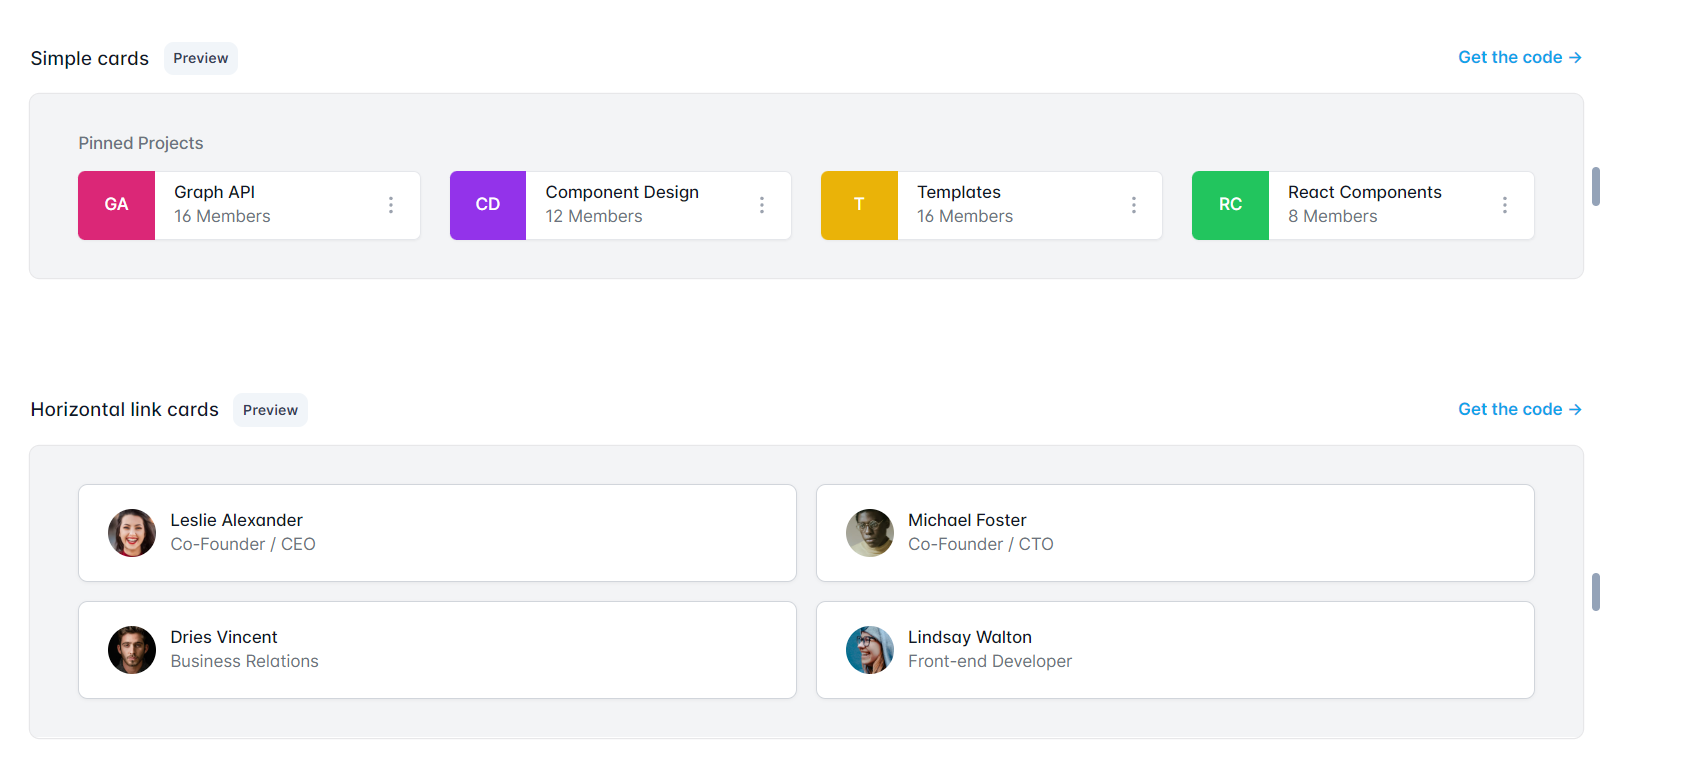 Simple cards Preview Get the code →
Pinned Projects
GA
Graph API
16 Members
CD
Component Design
12 Members
T
Templates
16 Members
RC
React Components
8 Members
Horizontal link cards Preview Get the code →
Leslie Alexander
Co-Founder / CEO
Michael Foster
Co-Founder / CTO
Dries Vincent
Business Relations
Lindsay Walton
Front-end Developer